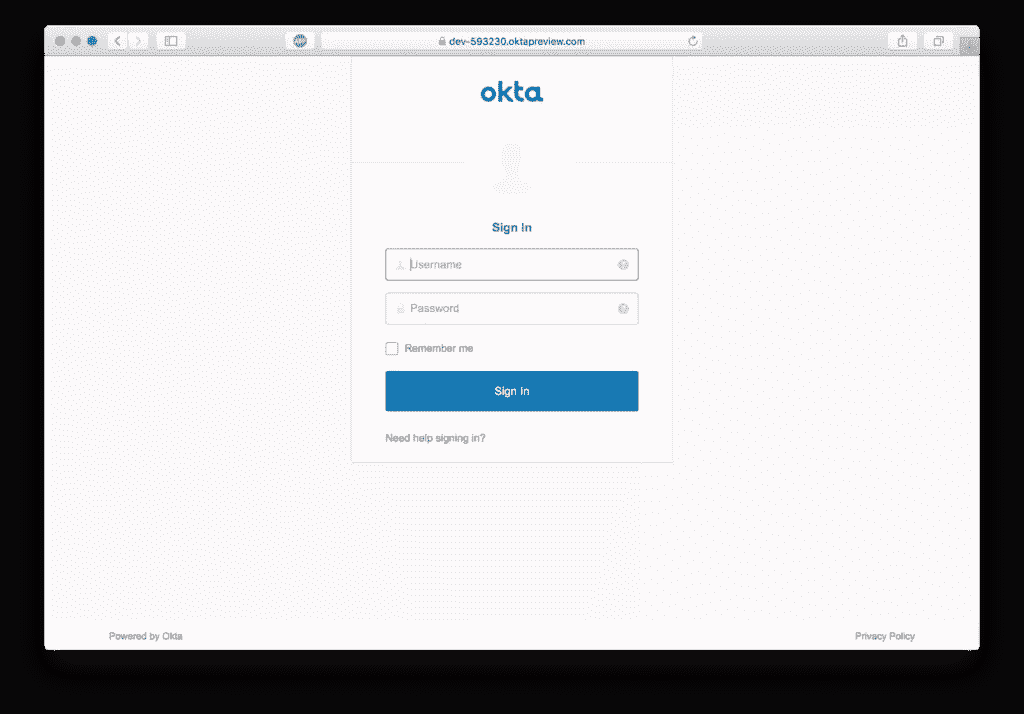 dev-593230.oktapreview.com
okta
Sign In
Username
Password
Remember me
Sign In
Need help signing in?
Powered by Okta
Privacy Policy